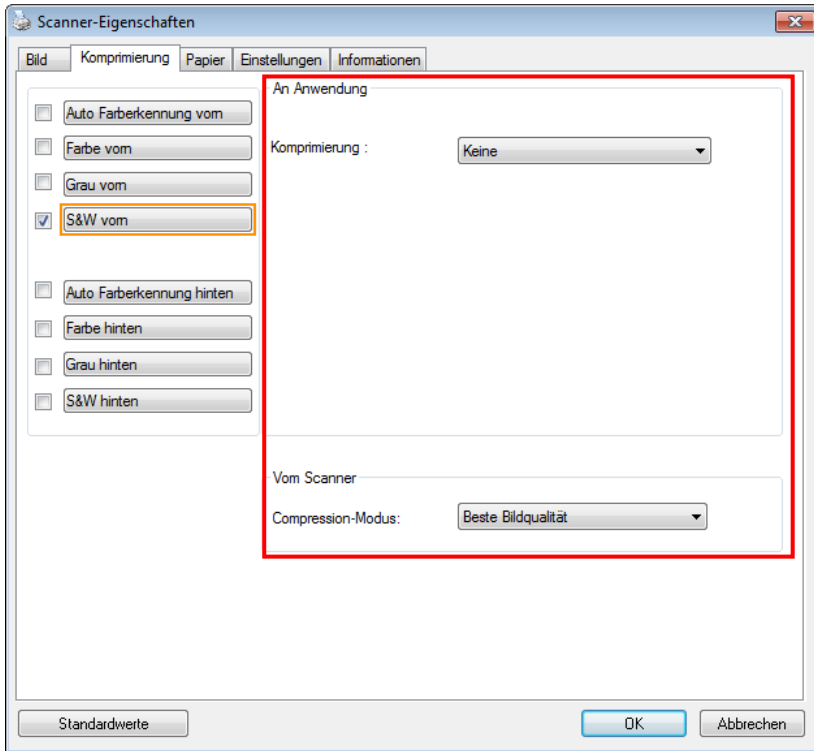 Scanner-Eigenschaften
Bild Komprimierung Papier Einstellungen Informationen
Auto Farberkennung vorn
Farbe vorn
Grau vorn
S&W vorn
Auto Farberkennung hinten
Farbe hinten
Grau hinten
S&W hinten
An Anwendung
Komprimierung : Keine
Vom Scanner
Compression-Modus: Beste Bildqualität
Standardwerte OK Abbrechen